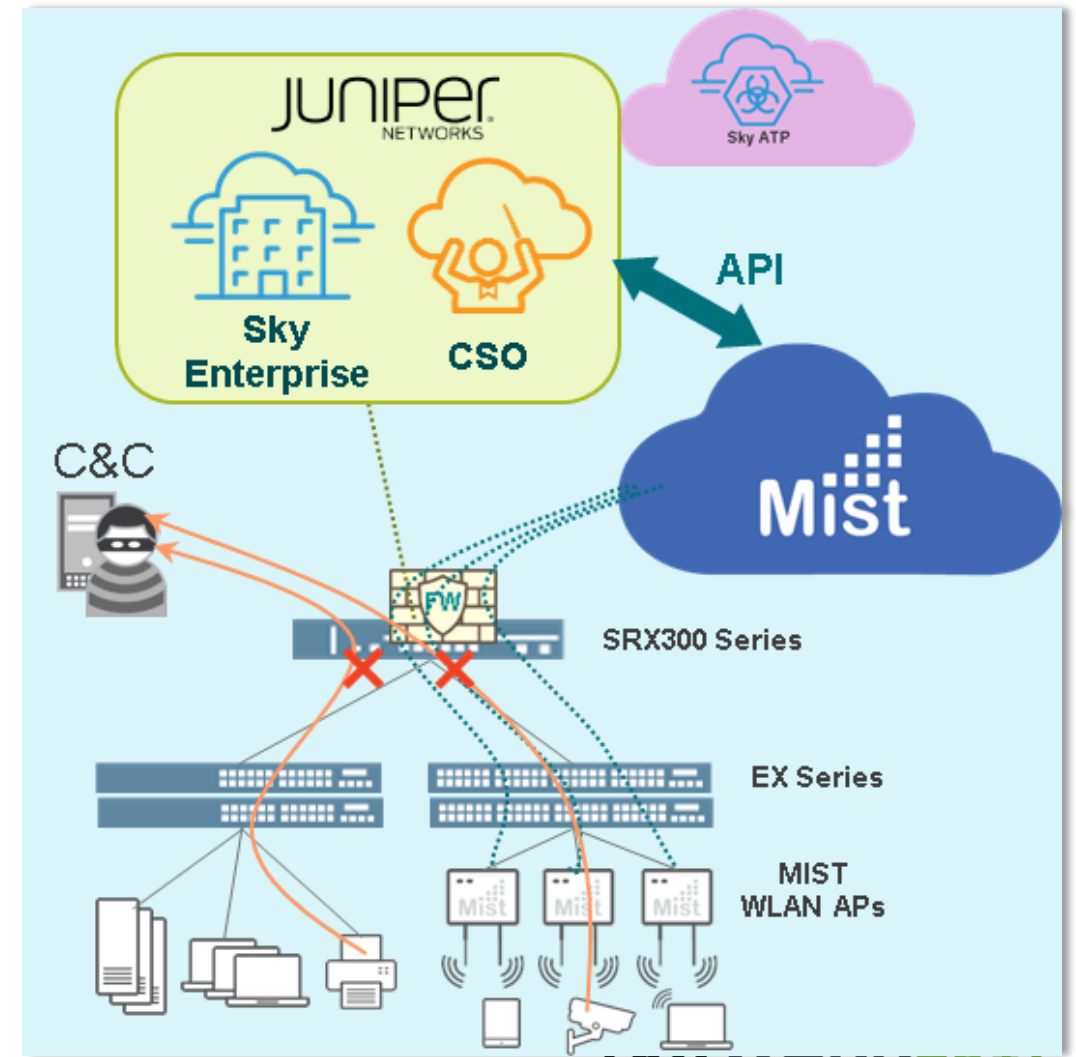 JUNIPER
NETWORKS
Sky ATP
Sky
Enterprise
CSO
API
C&C
Mist
FW
SRX300 Series
EX Series
MIST
WLAN APs
Mist
Mist
Mist